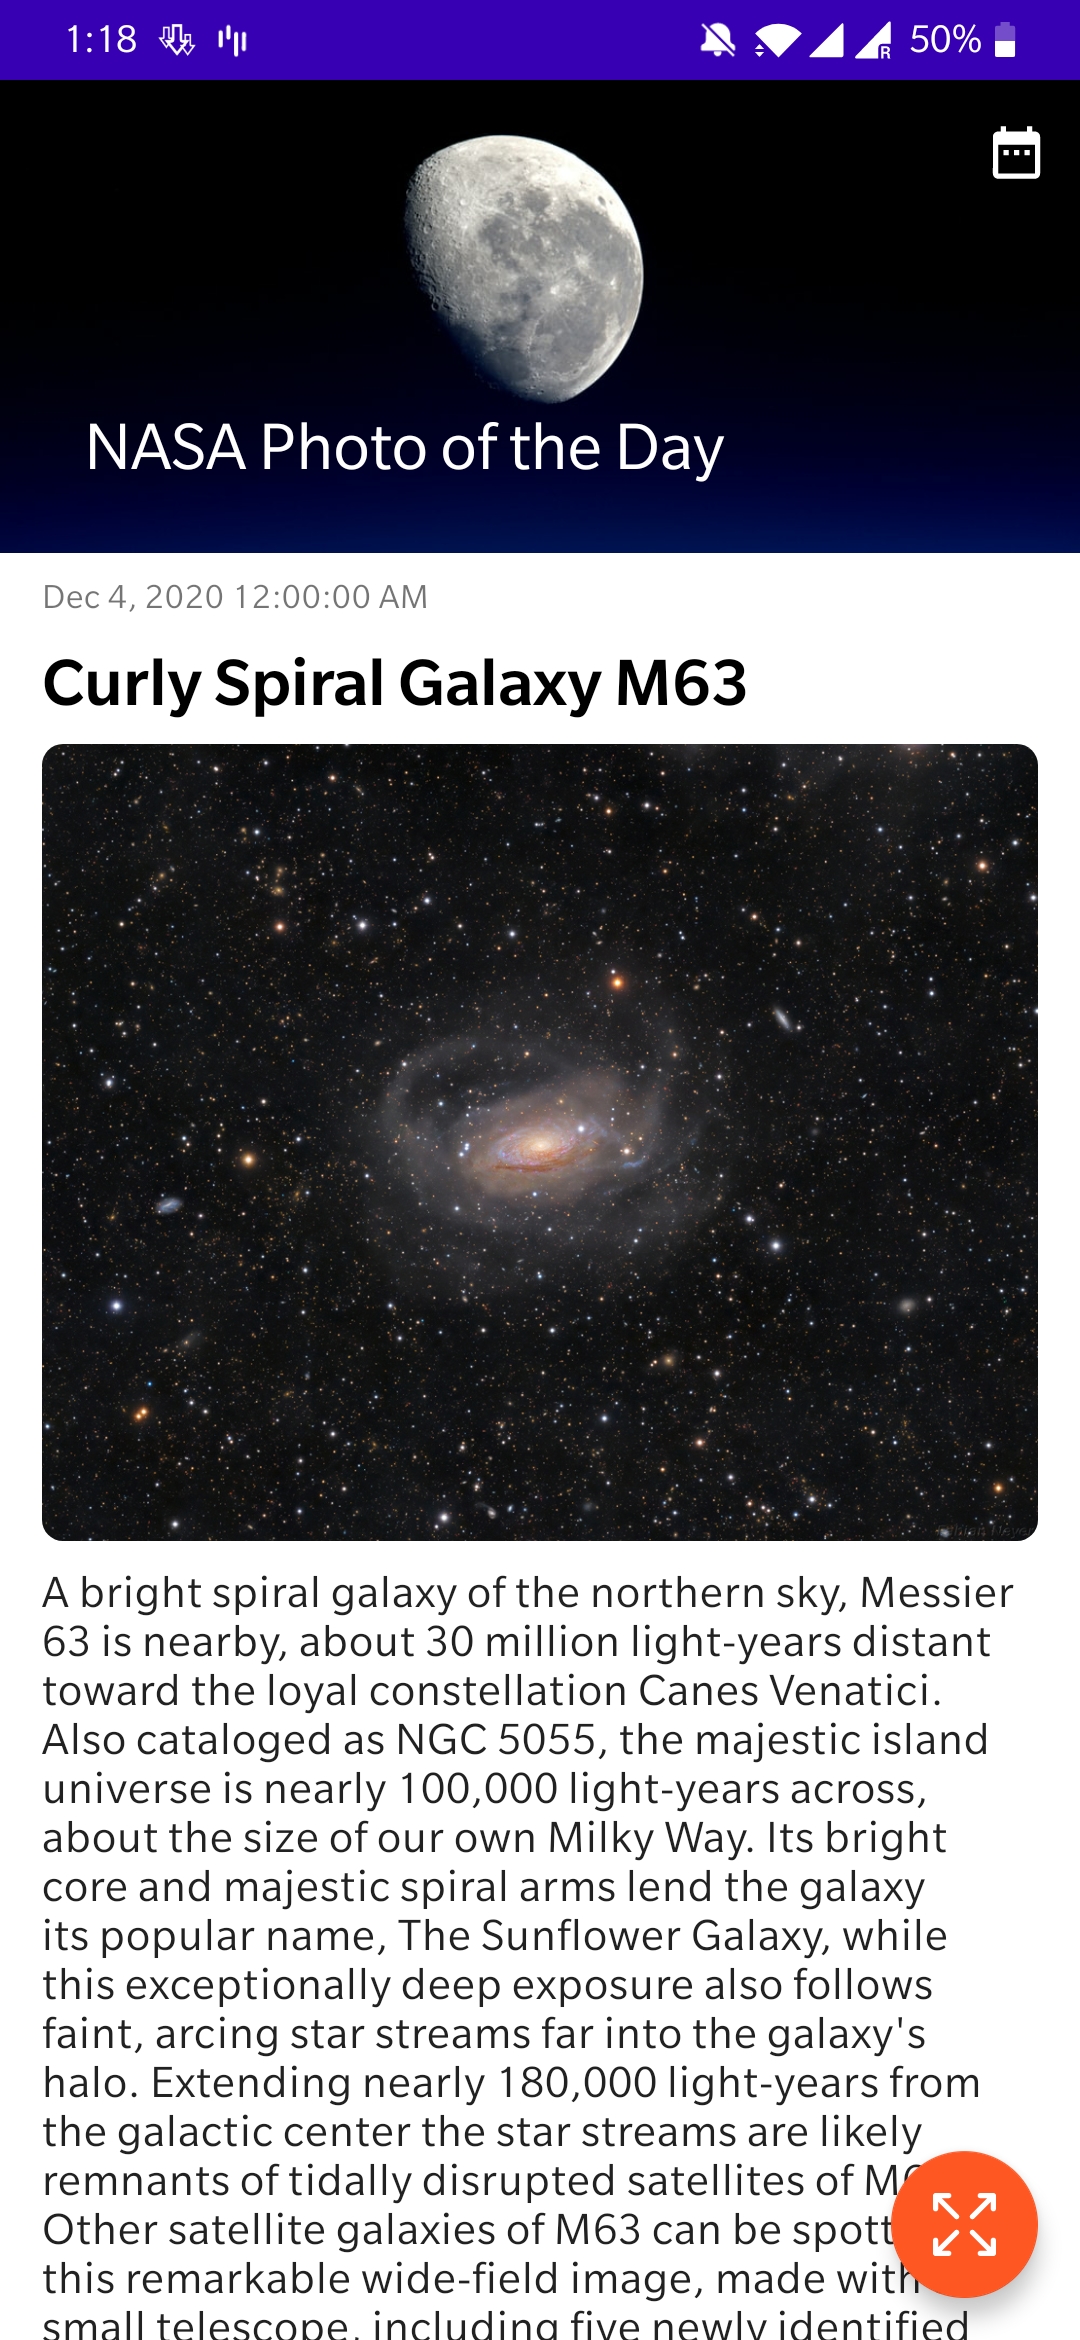 1:18
R 50%
NASA Photo of the Day
Dec 4, 2020 12:00:00 AM
Curly Spiral Galaxy M63
A bright spiral galaxy of the northern sky, Messier
63 is nearby, about 30 million light-years distant
toward the loyal constellation Canes Venatici.
Also cataloged as NGC 5055, the majestic island
universe is nearly 100,000 light-years across,
about the size of our own Milky Way. Its bright
core and majestic spiral arms lend the galaxy
its popular name, The Sunflower Galaxy, while
this exceptionally deep exposure also follows
faint, arcing star streams far into the galaxy's
halo. Extending nearly 180,000 light-years from
the galactic center the star streams are likely
remnants of tidally disrupted satellites of
Other satellite galaxies of M63 can be spott
this remarkable wide-field image, made with
small telescope, including five newly identified